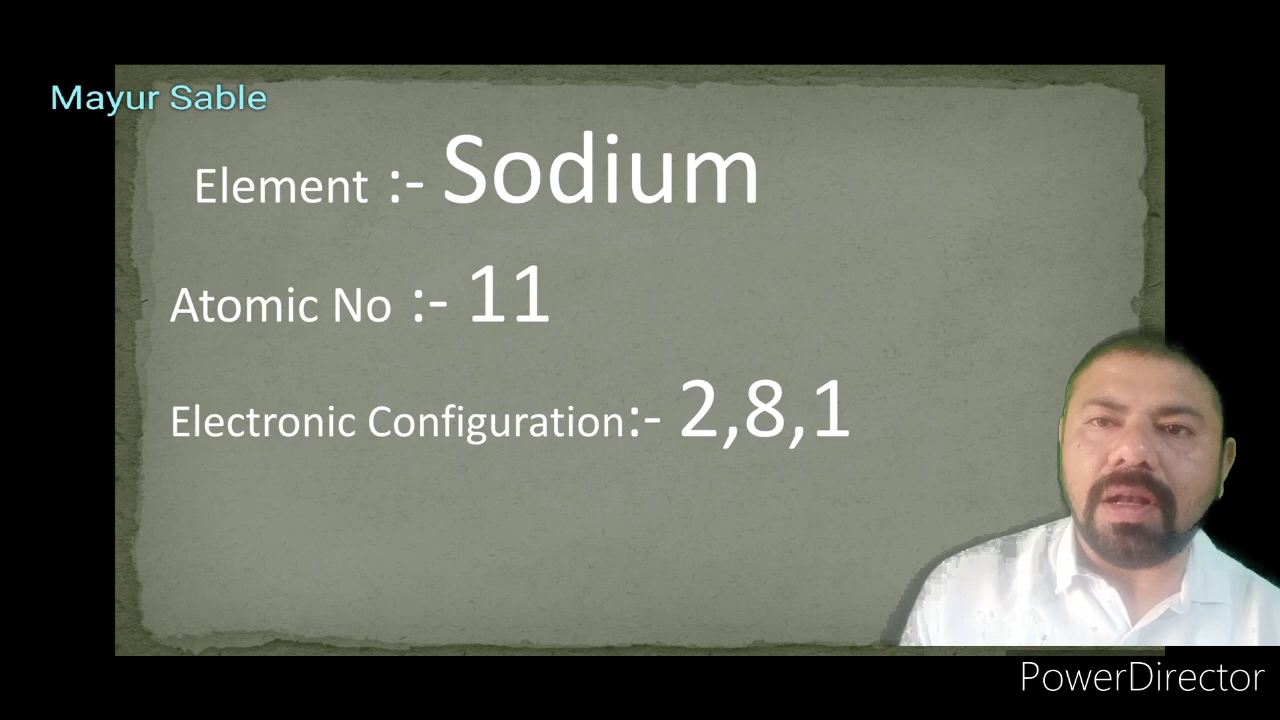 Mayur Sable
Element :- Sodium
Atomic No :- 11
Electronic Configuration:- 2,8,1
PowerDirector